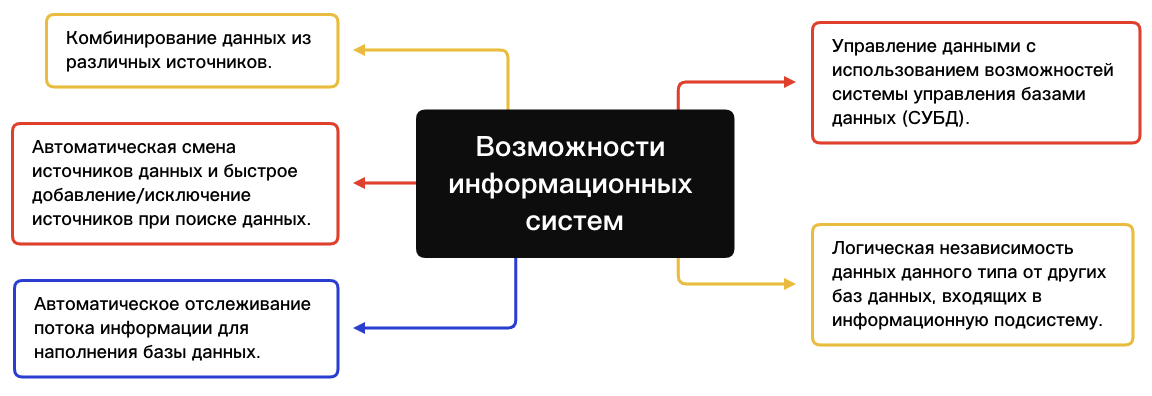 Комбинирование данных из
различных источников.
Автоматическая смена
источников данных и быстрое
добавление/исключение
источников при поиске данных.
Автоматическое отслеживание
потока информации для
наполнения базы данных.
Возможности
информационных
систем
Управление данными с
использованием возможностей
системы управления базами
данных (СУБД).
Логическая независимость
данных данного типа от других
баз данных, входящих в
информационную подсистему.